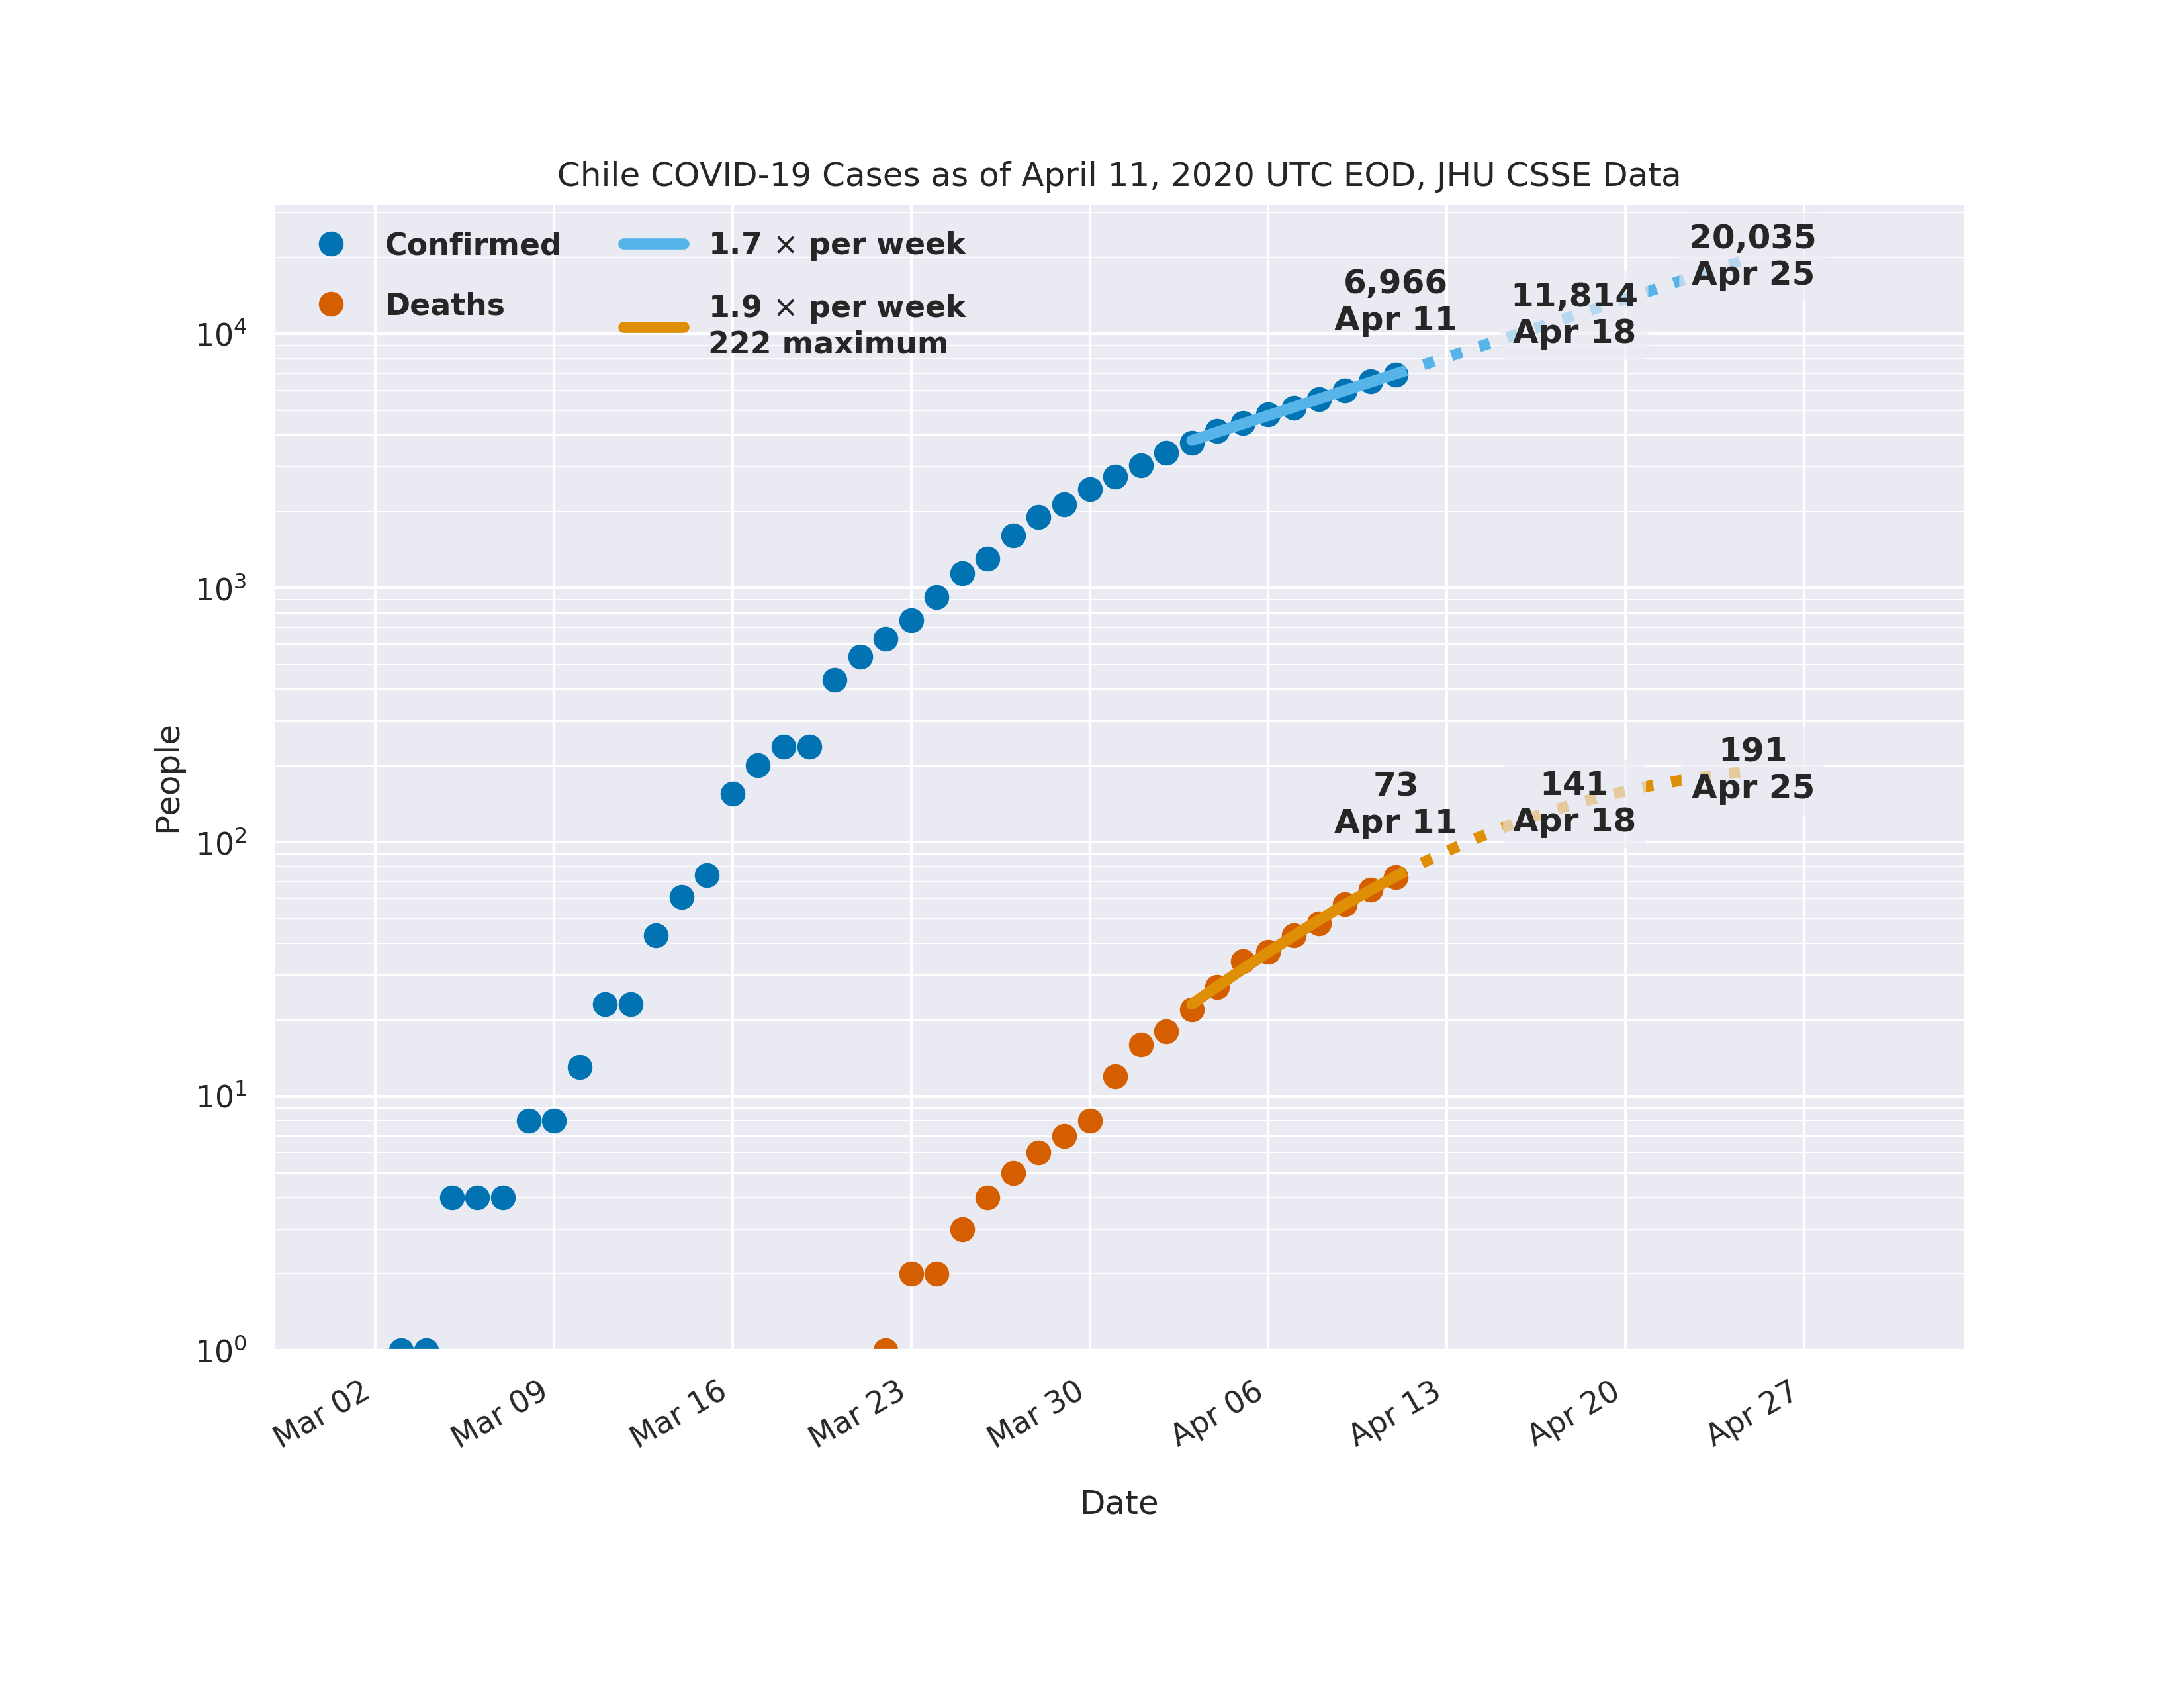 Chile COVID-19 Cases as of April 11, 2020 UTC EOD, JHU CSSE Data
Confirmed
Deaths
1.7 × per week
1.9 × per week
222 maximum
20,035
Apr 25
6,966
Apr 11
11,814
Apr 18
191
Apr 25
73
Apr 11
141
Apr 18
People
10⁴
10³
10²
10¹
10⁰
Mar 02
Mar 09
Mar 16
Mar 23
Mar 30
Apr 06
Apr 13
Apr 20
Apr 27
Date